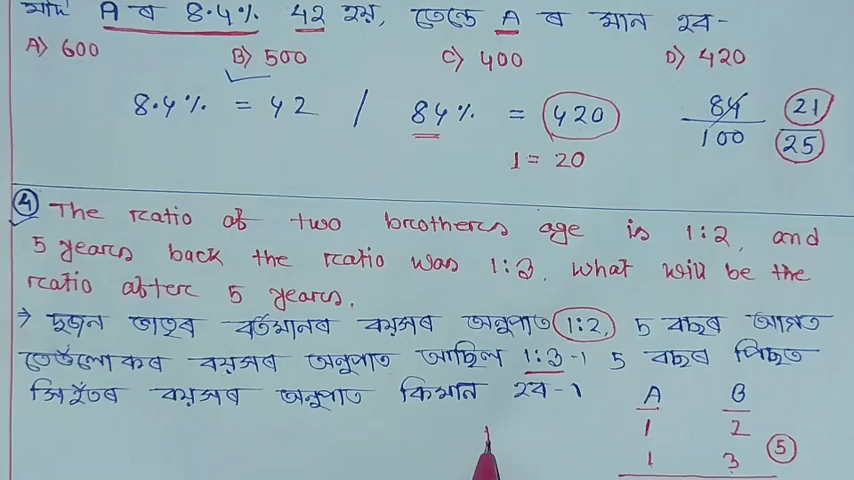 যদি A ৰ 8.4% 42 হয়, তেন্তে A ৰ মান হব-
A) 600 B) 500 C) 400 D) 420
8.4% = 42 / 84% = 420 84/100 21/25
1 = 20
4 The ratio of two brothers age is 1:2, and
5 years back the ratio was 1:3, what will be the
ratio after 5 years.
⇒ দুজন ভাতৃৰ বৰ্তমানৰ বয়সৰ অনুপাত 1:2, 5 বছৰ আগত
তেওঁলোকৰ বয়সৰ অনুপাত আছিল 1:3-। 5 বছৰ পিছত
সিহঁতৰ বয়সৰ অনুপাত কিমান হব-।
A B
1 2
1 3 5